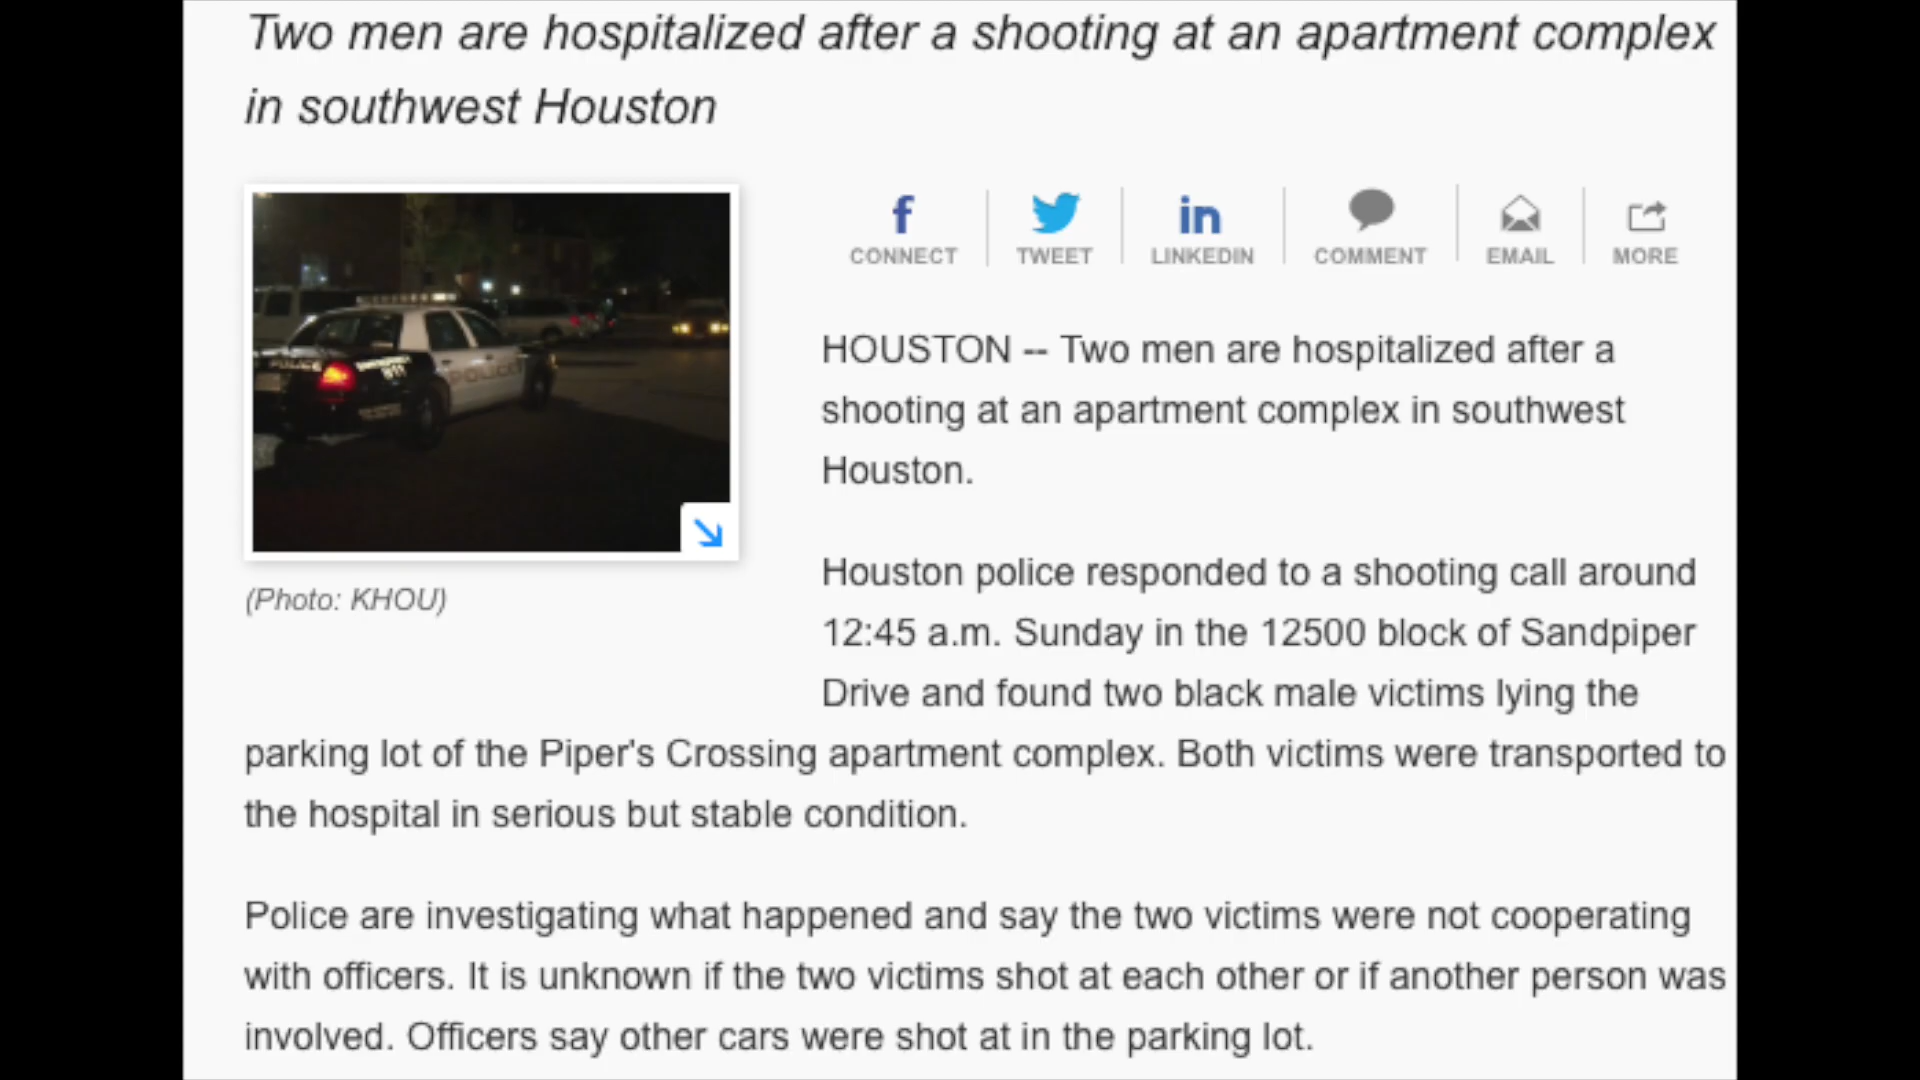 Two men are hospitalized after a shooting at an apartment complex
in southwest Houston
f
CONNECT
TWEET
in
LINKEDIN
COMMENT
EMAIL
MORE
POLICE
911
POLICE
(Photo: KHOU)
HOUSTON -- Two men are hospitalized after a
shooting at an apartment complex in southwest
Houston.
Houston police responded to a shooting call around
12:45 a.m. Sunday in the 12500 block of Sandpiper
Drive and found two black male victims lying the
parking lot of the Piper's Crossing apartment complex. Both victims were transported to
the hospital in serious but stable condition.
Police are investigating what happened and say the two victims were not cooperating
with officers. It is unknown if the two victims shot at each other or if another person was
involved. Officers say other cars were shot at in the parking lot.